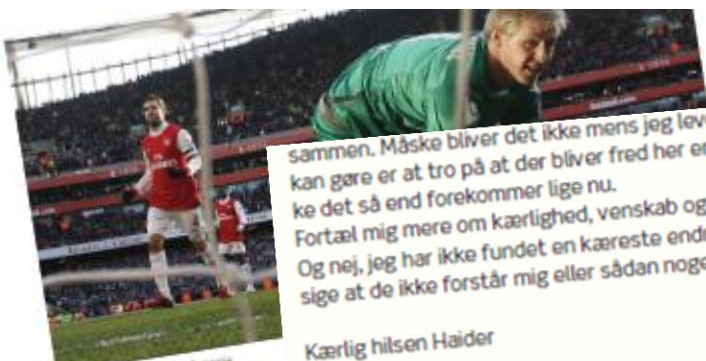 sammen. Måske bliver det ikke mens jeg lev
kan gøre er at tro på at der bliver fred her en
ke det så end forekommer lige nu.
Fortæl mig mere om kærlighed, venskab og
Og nej, jeg har ikke fundet en kæreste end
sige at de ikke forstår mig eller sådan noge
Kærlig hilsen Haider